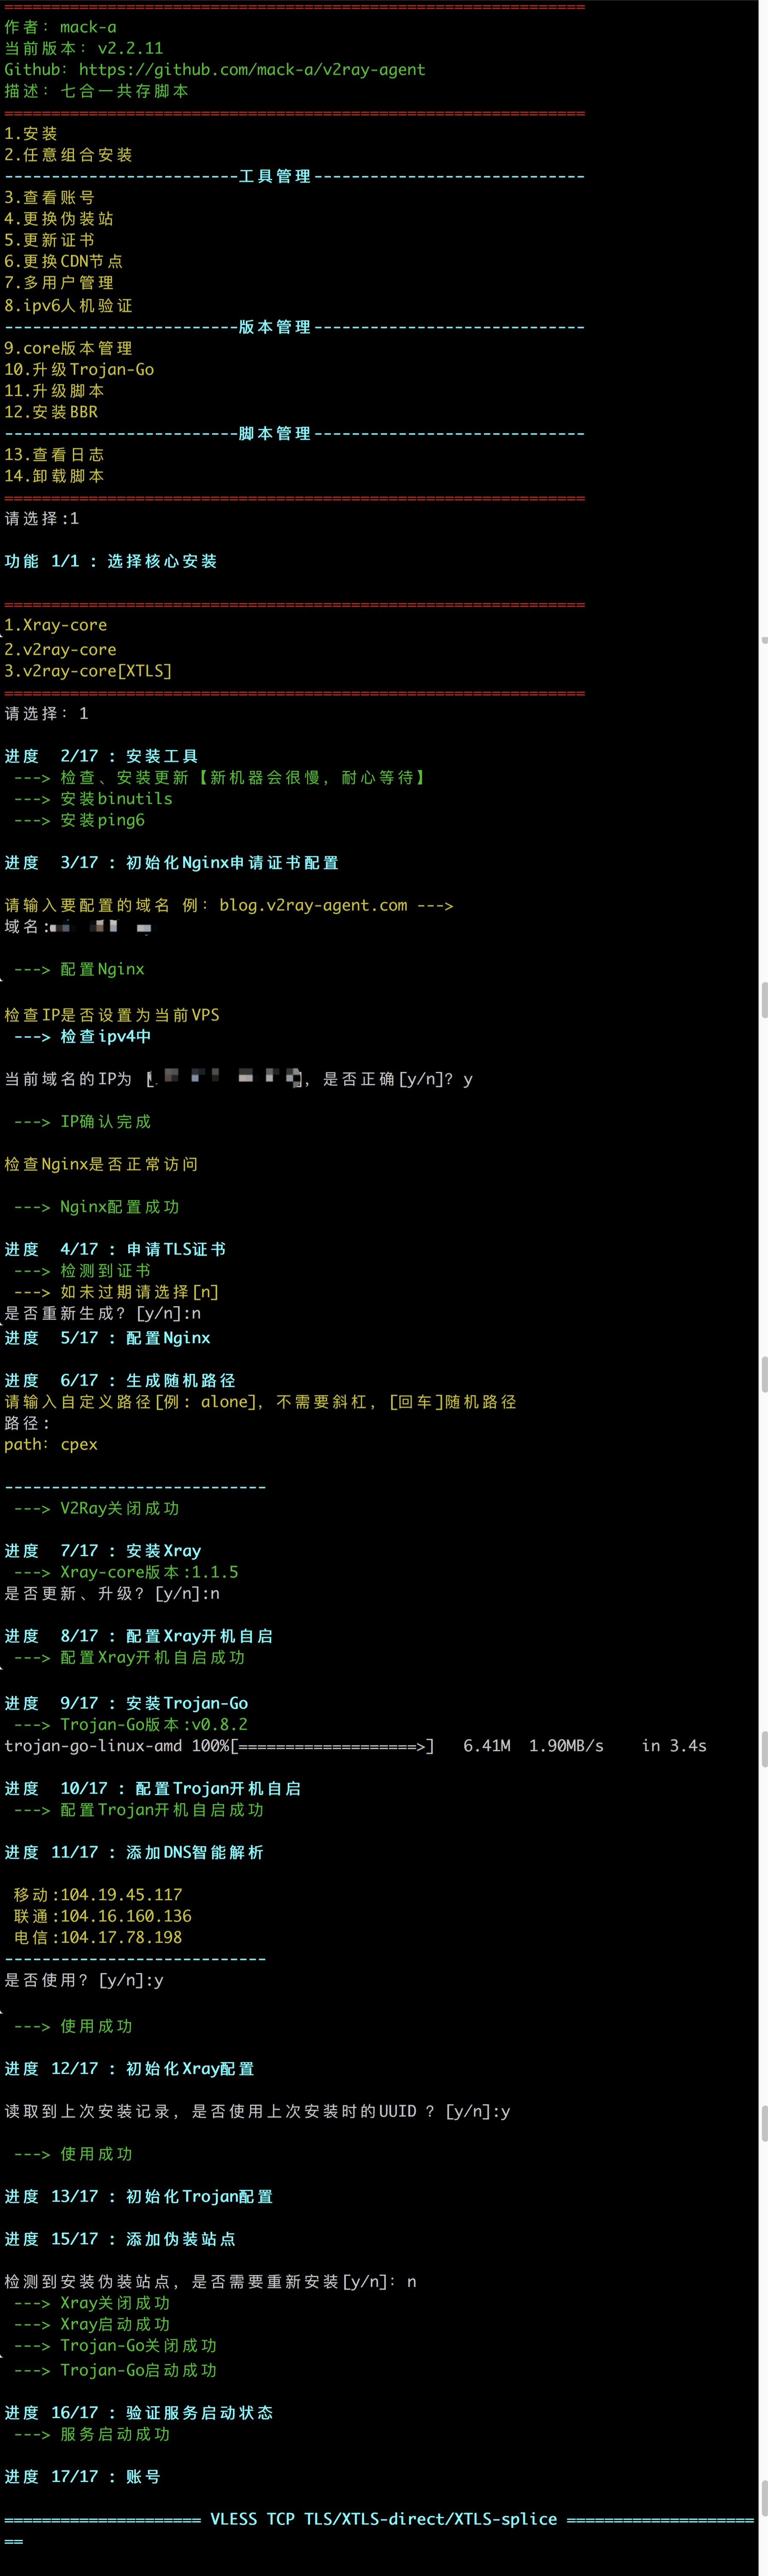 ==============================================================
作者：mack-a
当前版本：v2.2.11
Github：https://github.com/mack-a/v2ray-agent
描述：七合一共存脚本
==============================================================
1.安装
2.任意组合安装
-------------------------工具管理-----------------------------
3.查看账号
4.更换伪装站
5.更新证书
6.更换CDN节点
7.多用户管理
8.ipv6人机验证
-------------------------版本管理-----------------------------
9.core版本管理
10.升级Trojan-Go
11.升级脚本
12.安装BBR
-------------------------脚本管理-----------------------------
13.查看日志
14.卸载脚本
==============================================================
请选择:1
功能 1/1 : 选择核心安装
==============================================================
1.Xray-core
2.v2ray-core
3.v2ray-core[XTLS]
==============================================================
请选择：1
进度  2/17 : 安装工具
 ---> 检查、安装更新【新机器会很慢，耐心等待】
 ---> 安装binutils
 ---> 安装ping6
进度  3/17 : 初始化Nginx申请证书配置
请输入要配置的域名 例：blog.v2ray-agent.com --->
域名:
 ---> 配置Nginx
检查IP是否设置为当前VPS
 ---> 检查ipv4中
当前域名的IP为 [ ]，是否正确[y/n]？y
 ---> IP确认完成
检查Nginx是否正常访问
 ---> Nginx配置成功
进度  4/17 : 申请TLS证书
 ---> 检测到证书
 ---> 如未过期请选择[n]
是否重新生成？[y/n]:n
进度  5/17 : 配置Nginx
进度  6/17 : 生成随机路径
请输入自定义路径[例: alone]，不需要斜杠，[回车]随机路径
路径:
path：cpex
----------------------------
 ---> V2Ray关闭成功
进度  7/17 : 安装Xray
 ---> Xray-core版本:1.1.5
是否更新、升级？[y/n]:n
进度  8/17 : 配置Xray开机自启
 ---> 配置Xray开机自启成功
进度  9/17 : 安装Trojan-Go
 ---> Trojan-Go版本:v0.8.2
trojan-go-linux-amd 100%[===================>]   6.41M  1.90MB/s    in 3.4s
进度  10/17 : 配置Trojan开机自启
 ---> 配置Trojan开机自启成功
进度 11/17 : 添加DNS智能解析
 移动:104.19.45.117
 联通:104.16.160.136
 电信:104.17.78.198
----------------------------
是否使用？[y/n]:y
 ---> 使用成功
进度 12/17 : 初始化Xray配置
读取到上次安装记录，是否使用上次安装时的UUID ？[y/n]:y
 ---> 使用成功
进度 13/17 : 初始化Trojan配置
进度 15/17 : 添加伪装站点
检测到安装伪装站点，是否需要重新安装[y/n]：n
 ---> Xray关闭成功
 ---> Xray启动成功
 ---> Trojan-Go关闭成功
 ---> Trojan-Go启动成功
进度 16/17 : 验证服务启动状态
 ---> 服务启动成功
进度 17/17 : 账号
===================== VLESS TCP TLS/XTLS-direct/XTLS-splice ====================
==